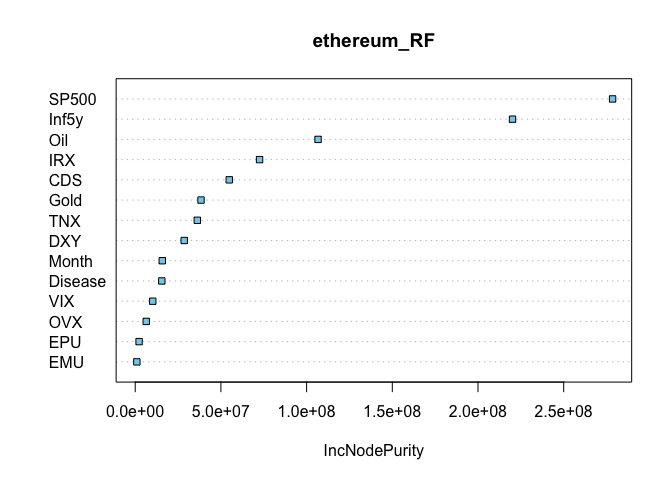 ethereum_RF
SP500
Inf5y
Oil
IRX
CDS
Gold
TNX
DXY
Month
Disease
VIX
OVX
EPU
EMU
0.0e+00 5.0e+07 1.0e+08 1.5e+08 2.0e+08 2.5e+08
IncNodePurity